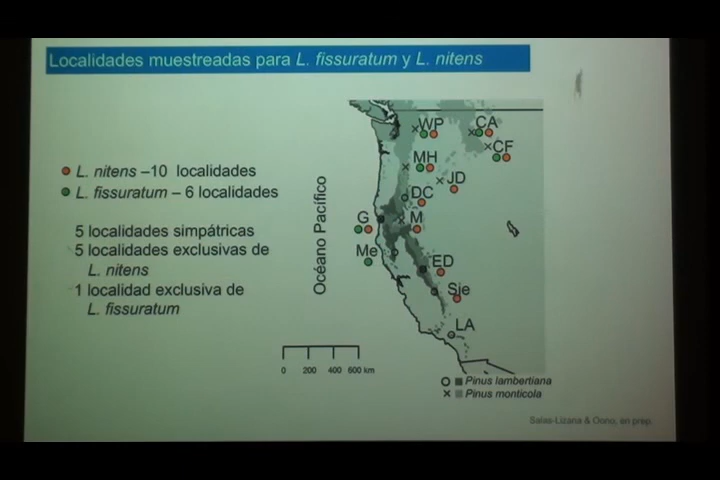 Localidades muestreadas para L. fissuratum y L. nitens
L. nitens –10 localidades
L. fissuratum – 6 localidades
5 localidades simpátricas
5 localidades exclusivas de
L. nitens
1 localidad exclusiva de
L. fissuratum
Océano Pacífico
WP
CA
CF
MH
JD
DC
G
M
Me
ED
Sie
LA
0 200 400 600 km
Pinus lambertiana
× Pinus monticola
Salas-Lizana & Oono, en prep.